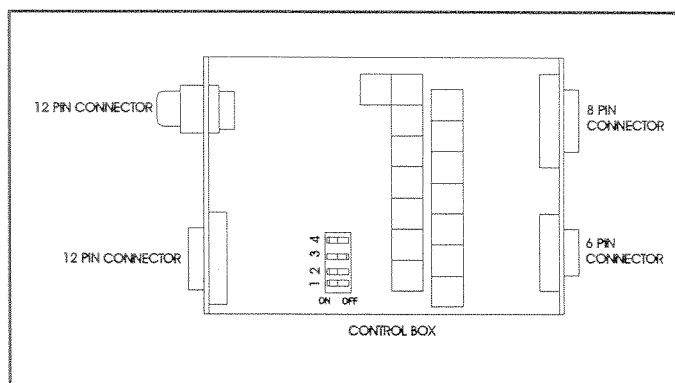 12 PIN CONNECTOR
8 PIN
CONNECTOR
4
3
2
1
12 PIN CONNECTOR
6 PIN
CONNECTOR
ON OFF
CONTROL BOX